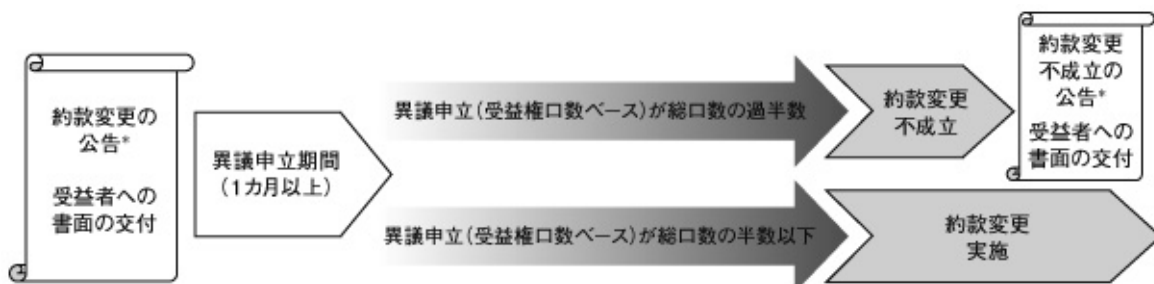 約款変更の
公告*
受益者への
書面の交付
異議申立期間
(1カ月以上)
異議申立(受益権口数ベース)が総口数の過半数
約款変更
不成立
約款変更
不成立の
公告*
受益者への
書面の交付
異議申立(受益権口数ベース)が総口数の半数以下
約款変更
実施